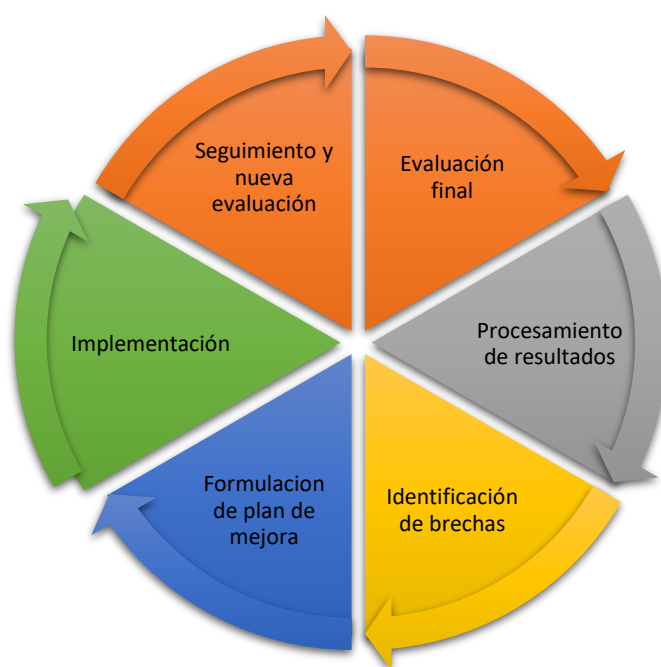 Evaluación
final
Procesamiento
de resultados
Identificación
de brechas
Formulacion
de plan de
mejora
Implementación
Seguimiento y
nueva
evaluación